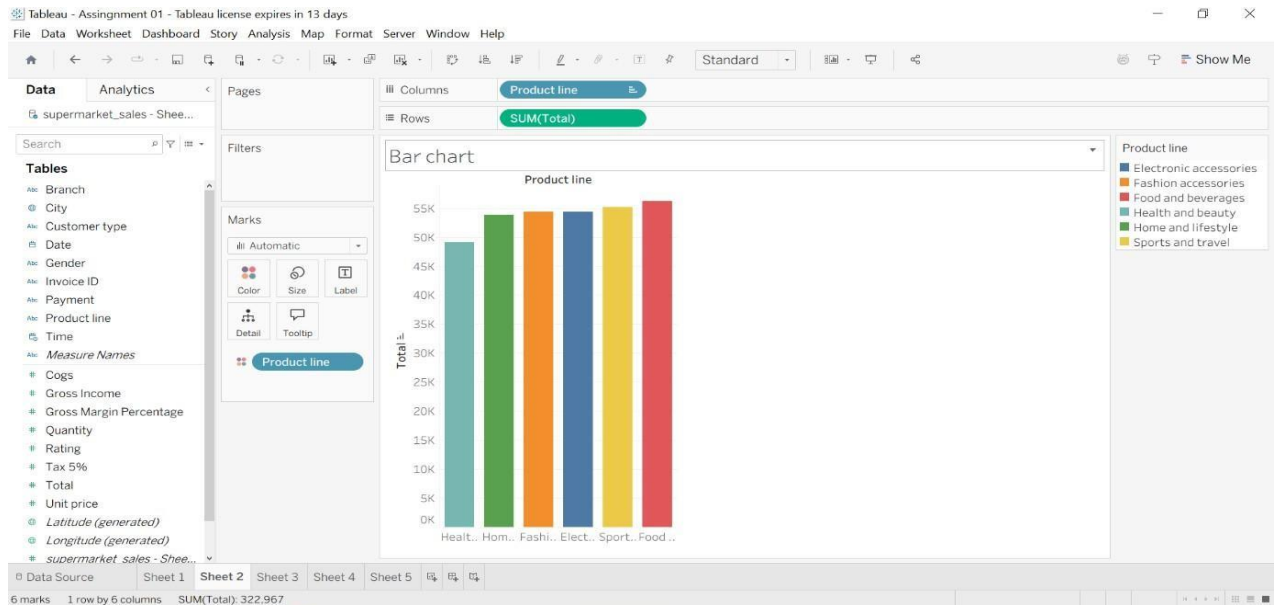 Tableau - Assingnment 01 - Tableau license expires in 13 days
File Data Worksheet Dashboard Story Analysis Map Format Server Window Help
Standard
Show Me
Data Analytics
supermarket_sales - Shee...
Search
Tables
Abc Branch
City
Abc Customer type
Date
Abc Gender
Abc Invoice ID
Abc Payment
Abc Product line
Time
Abc Measure Names
# Cogs
# Gross Income
# Gross Margin Percentage
# Quantity
# Rating
# Tax 5%
# Total
# Unit price
Latitude (generated)
Longitude (generated)
# supermarket_sales - Shee...
Pages
Filters
Marks
Automatic
Color Size Label
Detail Tooltip
Product line
Columns Product line
Rows SUM(Total)
Bar chart
Product line
Total
55K
50K
45K
40K
35K
30K
25K
20K
15K
10K
5K
0K
Healt.. Hom.. Fashi.. Elect.. Sport.. Food ..
Product line
Electronic accessories
Fashion accessories
Food and beverages
Health and beauty
Home and lifestyle
Sports and travel
Data Source Sheet 1 Sheet 2 Sheet 3 Sheet 4 Sheet 5
6 marks 1 row by 6 columns SUM(Total): 322,967